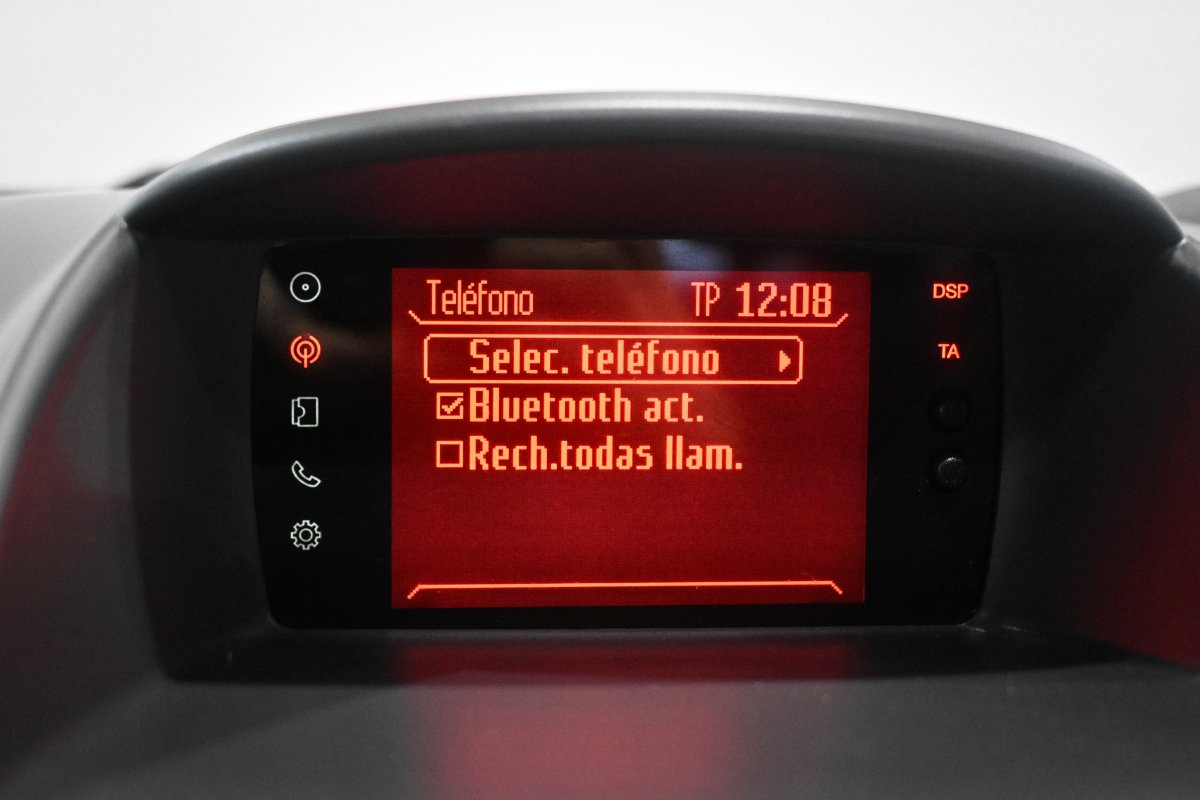 Teléfono TP 12:08
Selec. teléfono
Bluetooth act.
Rech.todas llam.
DSP
TA